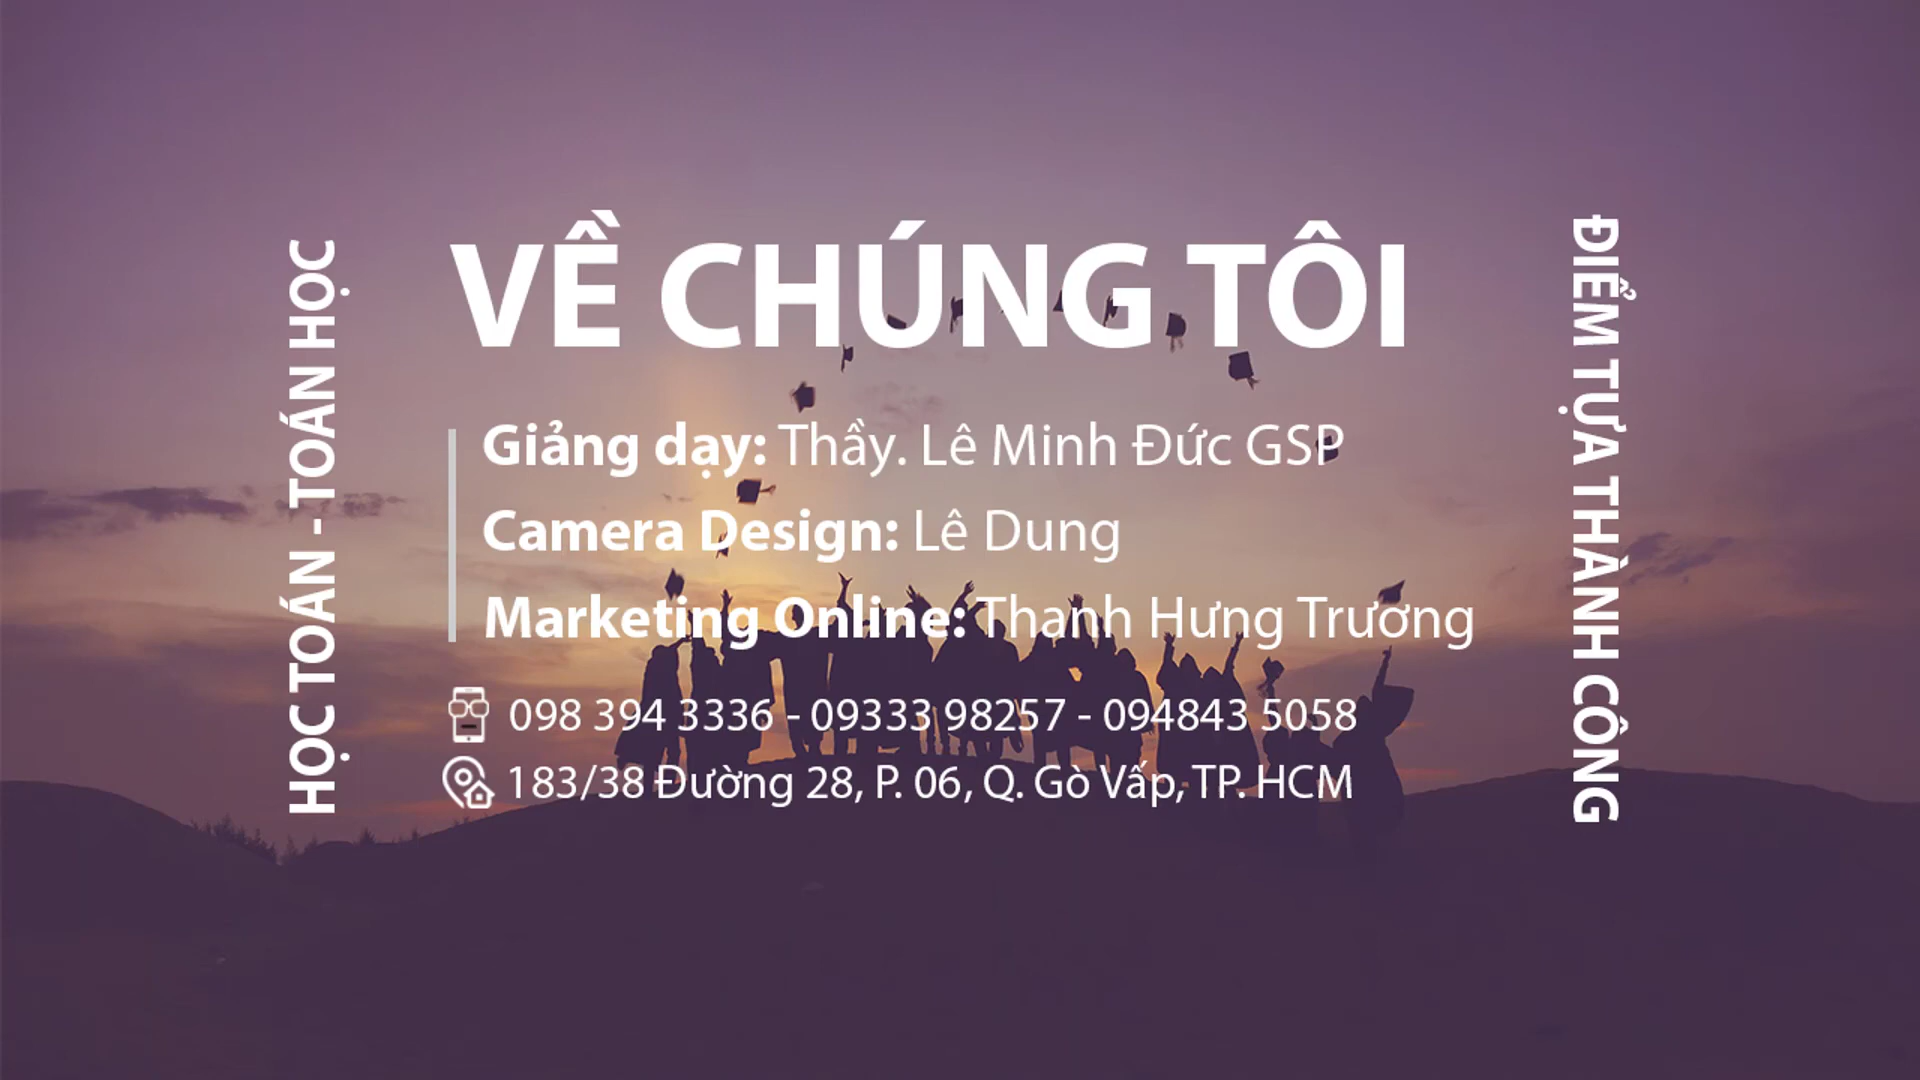 HỌC TOÁN - TOÁN HỌC
VỀ CHÚNG TÔI
Giảng dạy: Thầy. Lê Minh Đức GSP
Camera Design: Lê Dung
Marketing Online: Thanh Hưng Trương
098 394 3336 - 09333 98257 - 094843 5058
183/38 Đường 28, P. 06, Q. Gò Vấp, TP. HCM
ĐIỂM TỰA THÀNH CÔNG